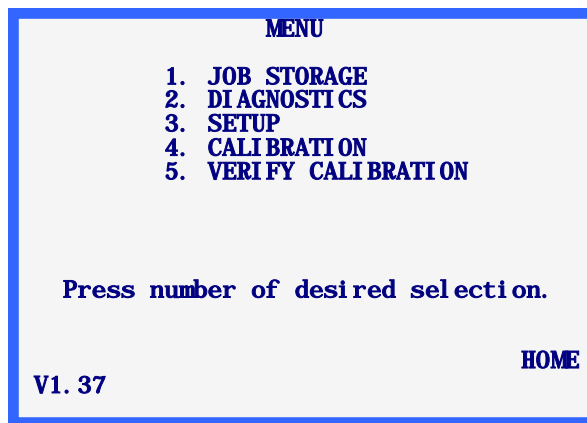 MENU
1. JOB STORAGE
2. DIAGNOSTICS
3. SETUP
4. CALIBRATION
5. VERIFY CALIBRATION
Press number of desired selection.
HOME
V1.37